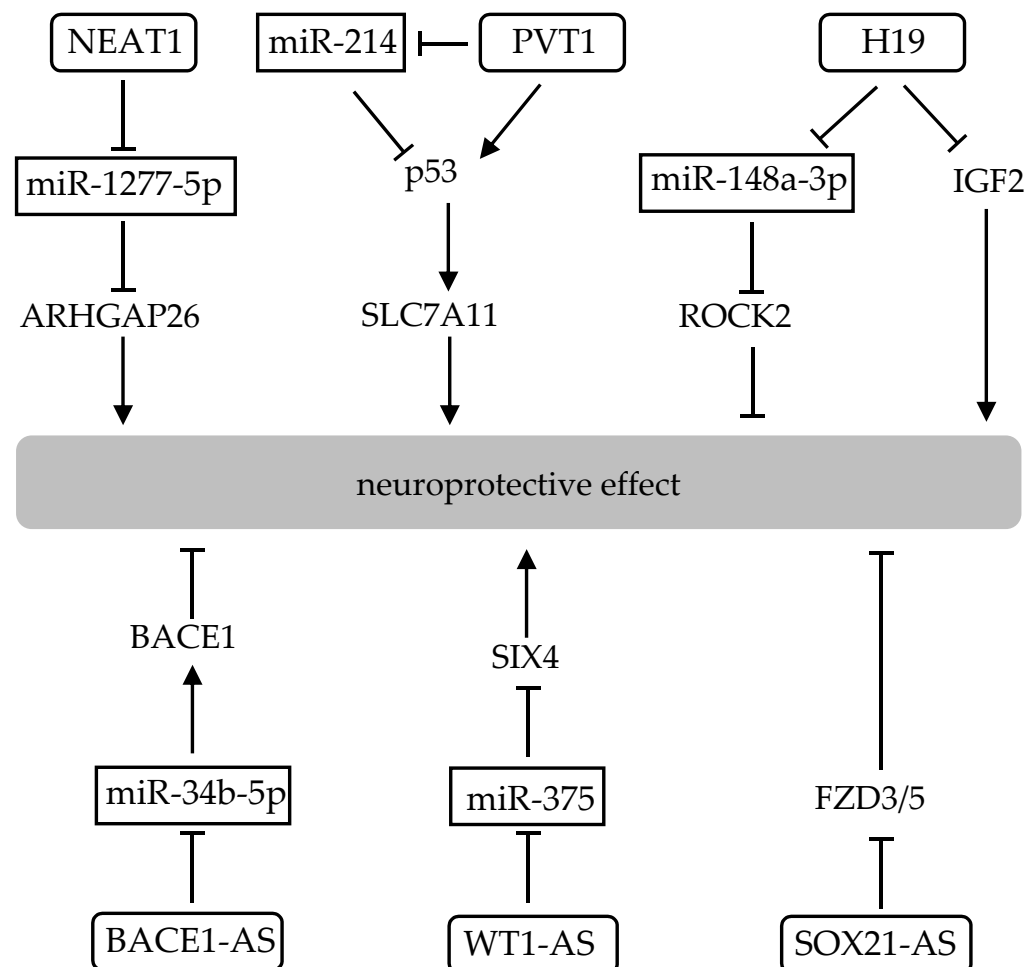 NEAT1
miR-214
PVT1
H19
miR-1277-5p
p53
miR-148a-3p
IGF2
ARHGAP26
SLC7A11
ROCK2
neuroprotective effect
BACE1
SIX4
miR-34b-5p
miR-375
FZD3/5
BACE1-AS
WT1-AS
SOX21-AS